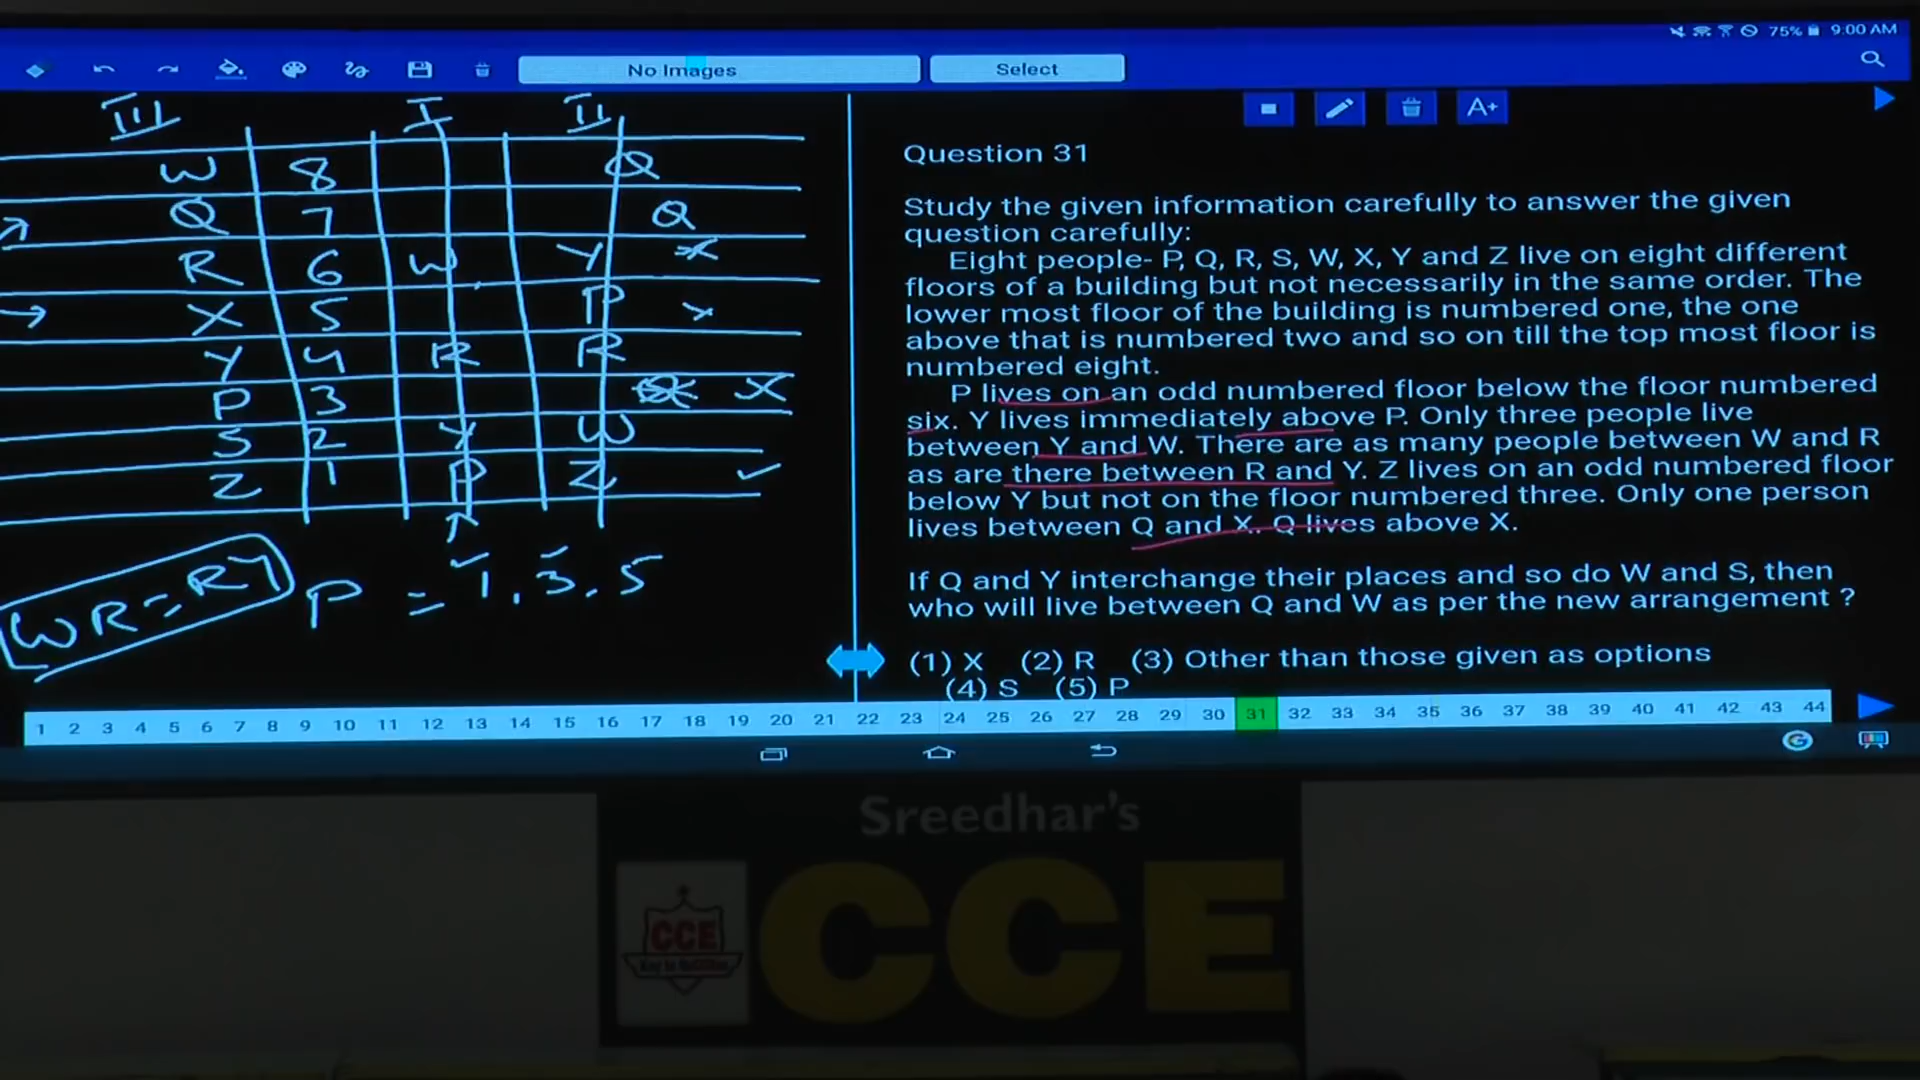 75% 9:00 AM
No Images Select
A+
III I II
W 8 Q
Q 7 Q
R 6 W Y
X 5 P
Y 4 R R
P 3 X
S 2 Y W
Z 1 P Z
WR = RY P = 1, 3, 5
Question 31
Study the given information carefully to answer the given
question carefully:
Eight people- P, Q, R, S, W, X, Y and Z live on eight different
floors of a building but not necessarily in the same order. The
lower most floor of the building is numbered one, the one
above that is numbered two and so on till the top most floor is
numbered eight.
P lives on an odd numbered floor below the floor numbered
six. Y lives immediately above P. Only three people live
between Y and W. There are as many people between W and R
as are there between R and Y. Z lives on an odd numbered floor
below Y but not on the floor numbered three. Only one person
lives between Q and X. Q lives above X.
If Q and Y interchange their places and so do W and S, then
who will live between Q and W as per the new arrangement ?
(1) X (2) R (3) Other than those given as options
(4) S (5) P
1 2 3 4 5 6 7 8 9 10 11 12 13 14 15 16 17 18 19 20 21 22 23 24 25 26 27 28 29 30 31 32 33 34 35 36 37 38 39 40 41 42 43 44
G
Sreedhar's
CCE
CCE